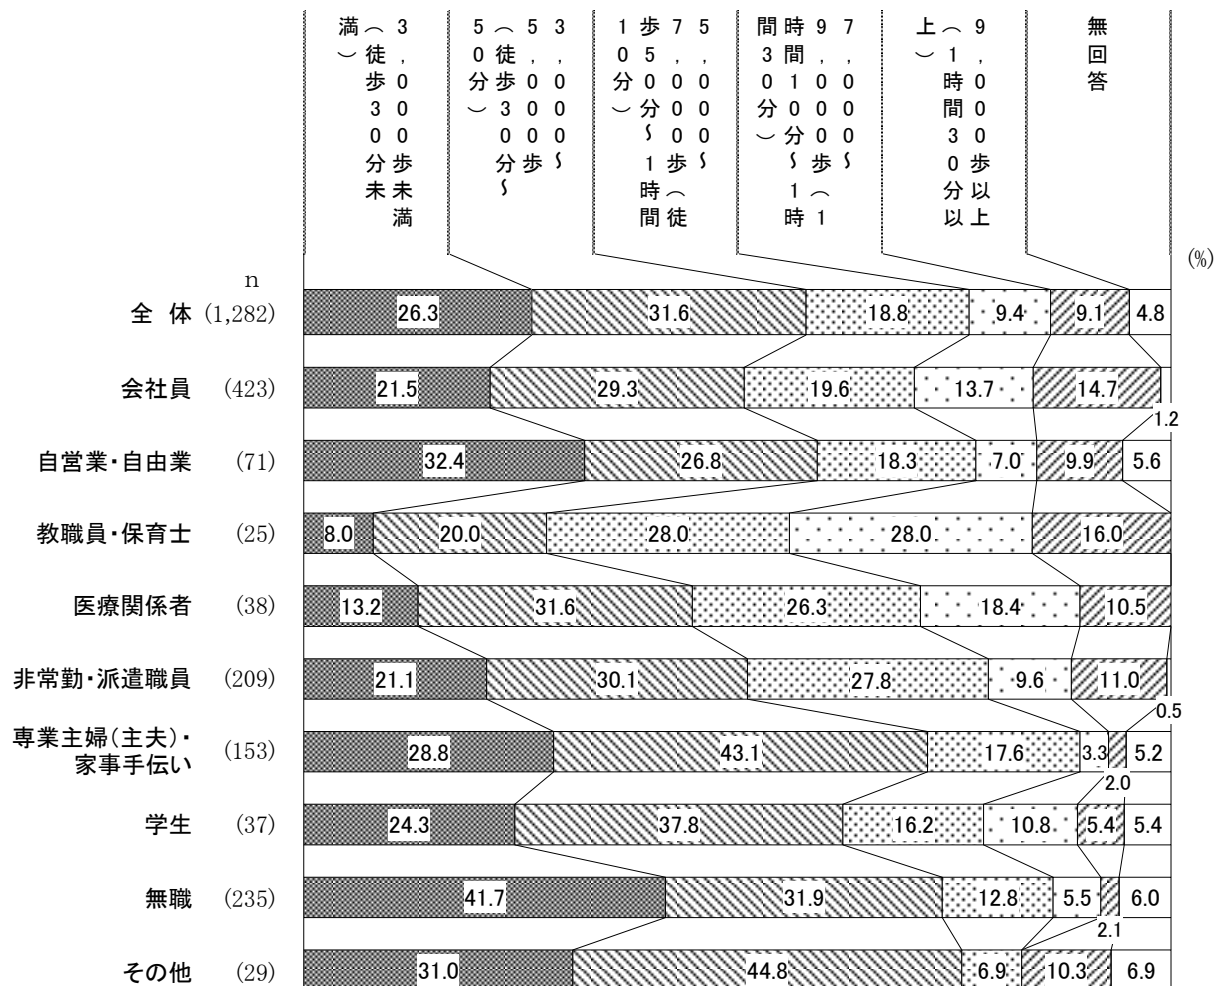 3,000歩未満
（徒歩30分未
満）
3,000～
5,000歩
（徒歩30分～
50分）
5,000～
7,000歩（徒
歩50分～1時間
10分）
7,000～
9,000歩（1
時間10分～1時
間30分）
9,000歩以上
（1時間30分以
上）
無回答
(%)
n
全 体 (1,282) 26.3 31.6 18.8 9.4 9.1 4.8
会社員 (423) 21.5 29.3 19.6 13.7 14.7 1.2
自営業・自由業 (71) 32.4 26.8 18.3 7.0 9.9 5.6
教職員・保育士 (25) 8.0 20.0 28.0 28.0 16.0
医療関係者 (38) 13.2 31.6 26.3 18.4 10.5
非常勤・派遣職員 (209) 21.1 30.1 27.8 9.6 11.0 0.5
専業主婦(主夫)・
家事手伝い (153) 28.8 43.1 17.6 3.3 2.0 5.2
学生 (37) 24.3 37.8 16.2 10.8 5.4 5.4
無職 (235) 41.7 31.9 12.8 5.5 2.1 6.0
その他 (29) 31.0 44.8 6.9 10.3 6.9